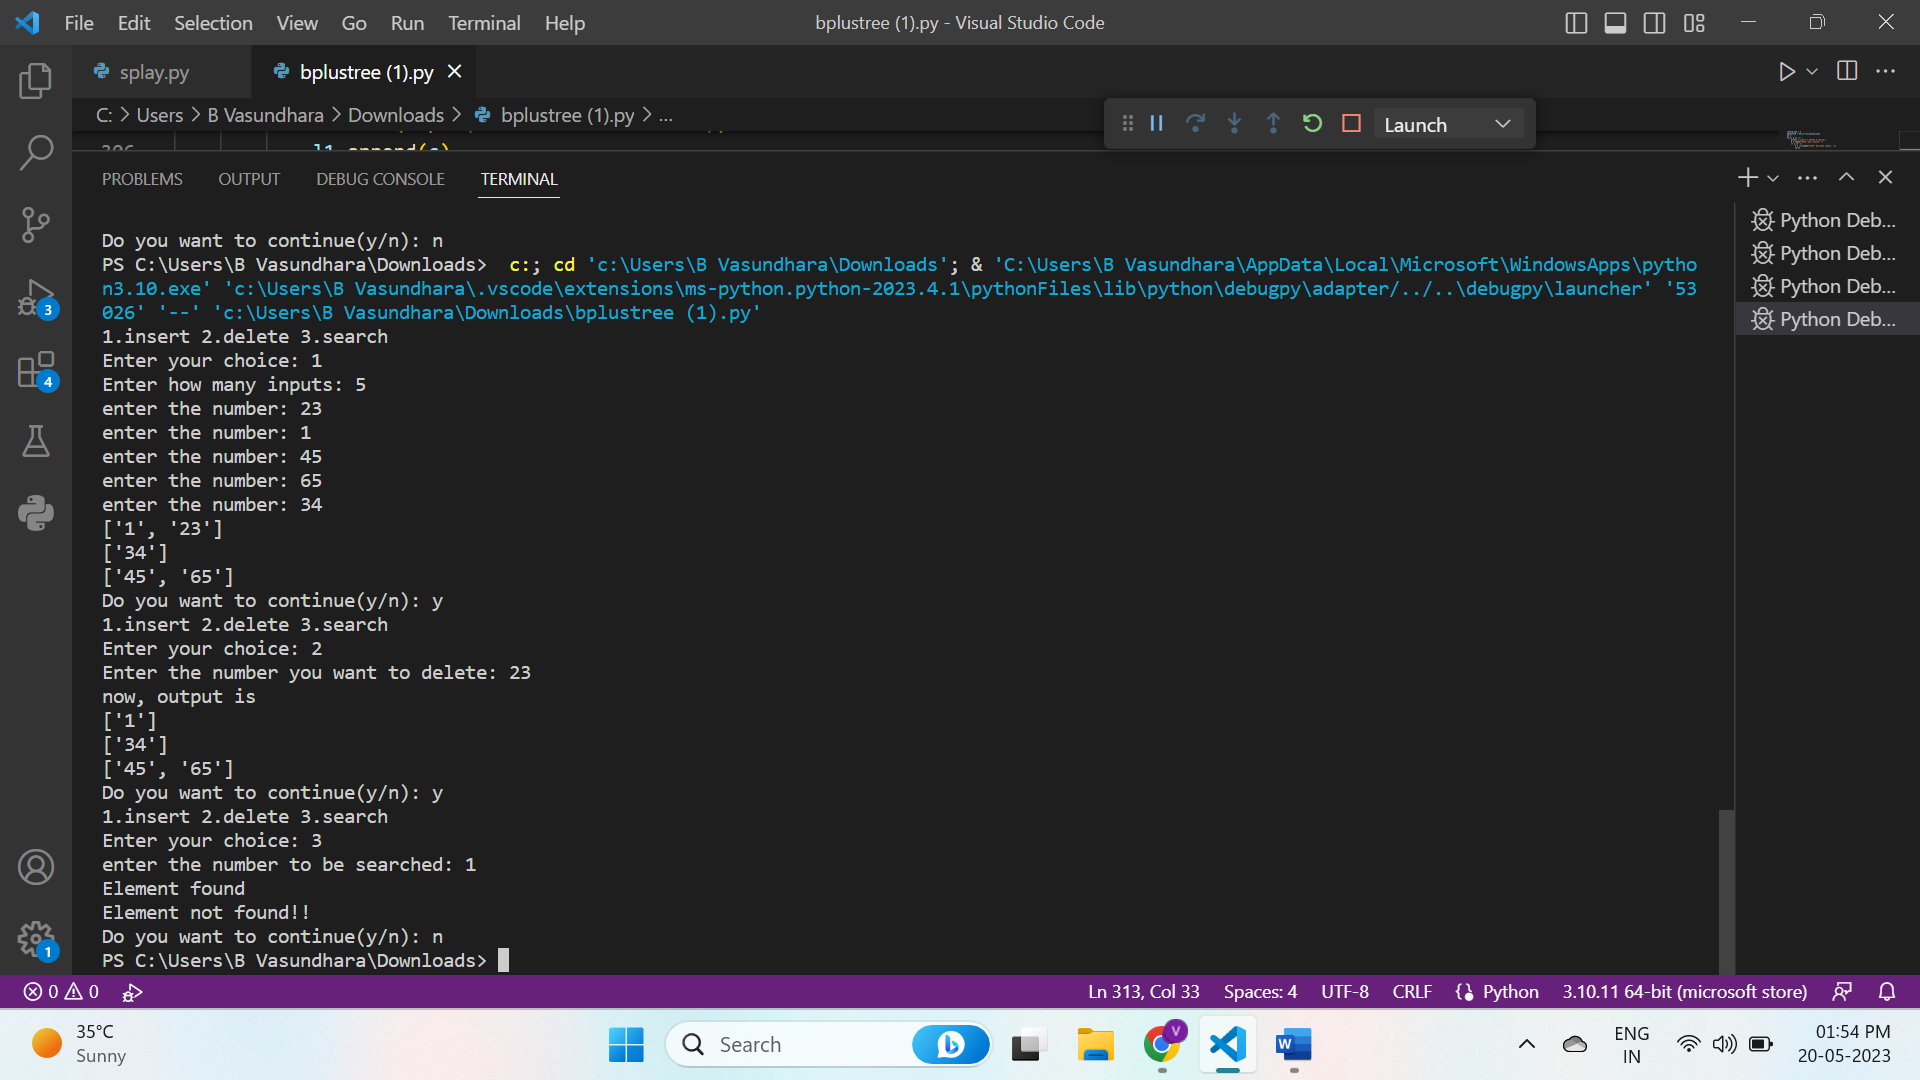 File Edit Selection View Go Run Terminal Help bplustree (1).py - Visual Studio Code
splay.py bplustree (1).py
C: > Users > B Vasundhara > Downloads > bplustree (1).py > ...
Launch
PROBLEMS OUTPUT DEBUG CONSOLE TERMINAL
Do you want to continue(y/n): n
PS C:\Users\B Vasundhara\Downloads>  c:; cd 'c:\Users\B Vasundhara\Downloads'; & 'C:\Users\B Vasundhara\AppData\Local\Microsoft\WindowsApps\pytho
n3.10.exe' 'c:\Users\B Vasundhara\.vscode\extensions\ms-python.python-2023.4.1\pythonFiles\lib\python\debugpy\adapter/../..\debugpy\launcher' '53
026' '--' 'c:\Users\B Vasundhara\Downloads\bplustree (1).py'
1.insert 2.delete 3.search
Enter your choice: 1
Enter how many inputs: 5
enter the number: 23
enter the number: 1
enter the number: 45
enter the number: 65
enter the number: 34
['1', '23']
['34']
['45', '65']
Do you want to continue(y/n): y
1.insert 2.delete 3.search
Enter your choice: 2
Enter the number you want to delete: 23
now, output is
['1']
['34']
['45', '65']
Do you want to continue(y/n): y
1.insert 2.delete 3.search
Enter your choice: 3
enter the number to be searched: 1
Element found
Element not found!!
Do you want to continue(y/n): n
PS C:\Users\B Vasundhara\Downloads>
Python Deb...
Python Deb...
Python Deb...
Python Deb...
3
4
1
0 0 Ln 313, Col 33 Spaces: 4 UTF-8 CRLF Python 3.10.11 64-bit (microsoft store)
35°C
Sunny
Search
V
W
ENG
IN
01:54 PM
20-05-2023